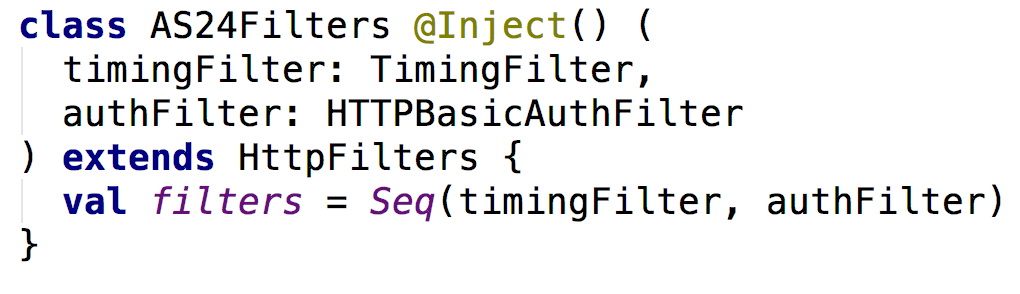 class AS24Filters @Inject() (
  timingFilter: TimingFilter,
  authFilter: HTTPBasicAuthFilter
) extends HttpFilters {
  val filters = Seq(timingFilter, authFilter)
}